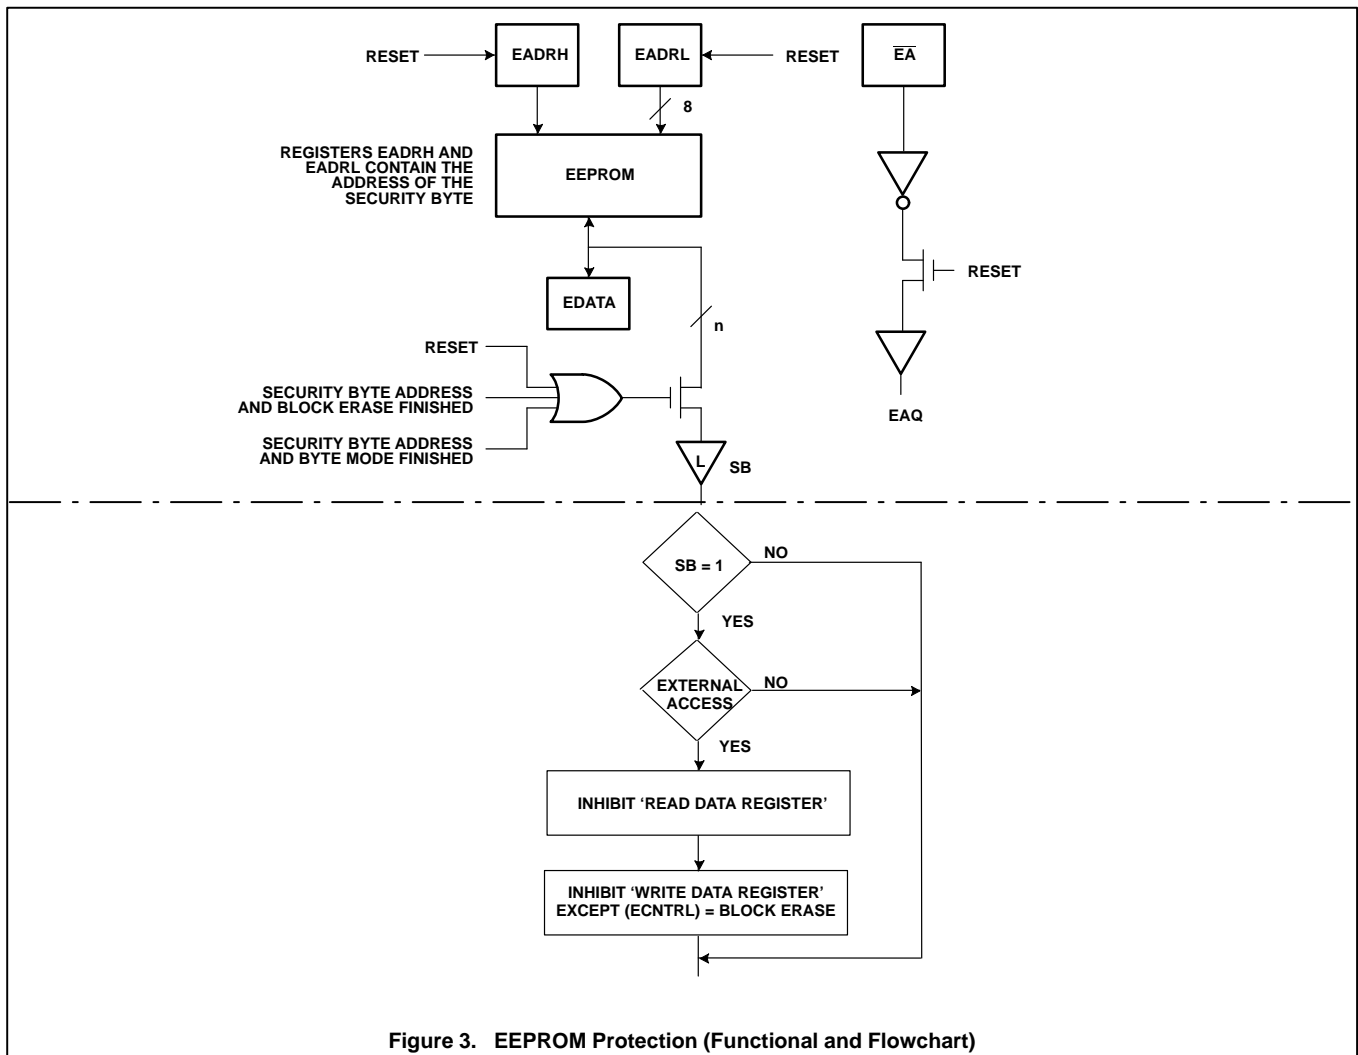 RESET
EADRH
EADRL
RESET
EA
8
REGISTERS EADRH AND
EADRL CONTAIN THE
ADDRESS OF THE
SECURITY BYTE
EEPROM
RESET
EDATA
n
RESET
SECURITY BYTE ADDRESS
AND BLOCK ERASE FINISHED
EAQ
SECURITY BYTE ADDRESS
AND BYTE MODE FINISHED
L
SB
SB = 1
NO
YES
EXTERNAL
ACCESS
NO
YES
INHIBIT ‘READ DATA REGISTER’
INHIBIT ‘WRITE DATA REGISTER’
EXCEPT (ECNTRL) = BLOCK ERASE
Figure 3. EEPROM Protection (Functional and Flowchart)